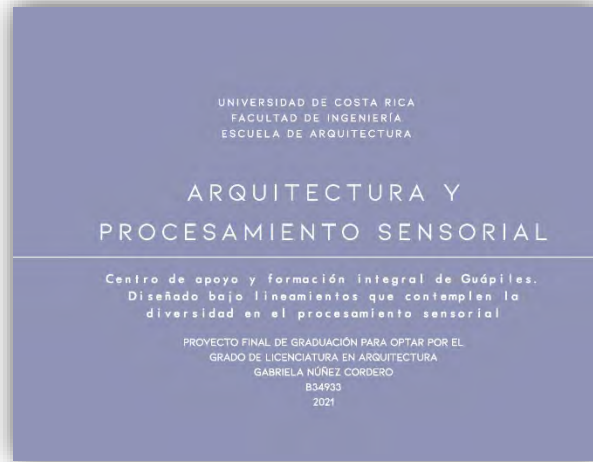 UNIVERSIDAD DE COSTA RICA
FACULTAD DE INGENIERÍA
ESCUELA DE ARQUITECTURA
ARQUITECTURA Y
PROCESAMIENTO SENSORIAL
Centro de apoyo y formación integral de Guápiles.
Diseñado bajo lineamientos que contemplen la
diversidad en el procesamiento sensorial
PROYECTO FINAL DE GRADUACIÓN PARA OPTAR POR EL
GRADO DE LICENCIATURA EN ARQUITECTURA
GABRIELA NÚÑEZ CORDERO
B34933
2021